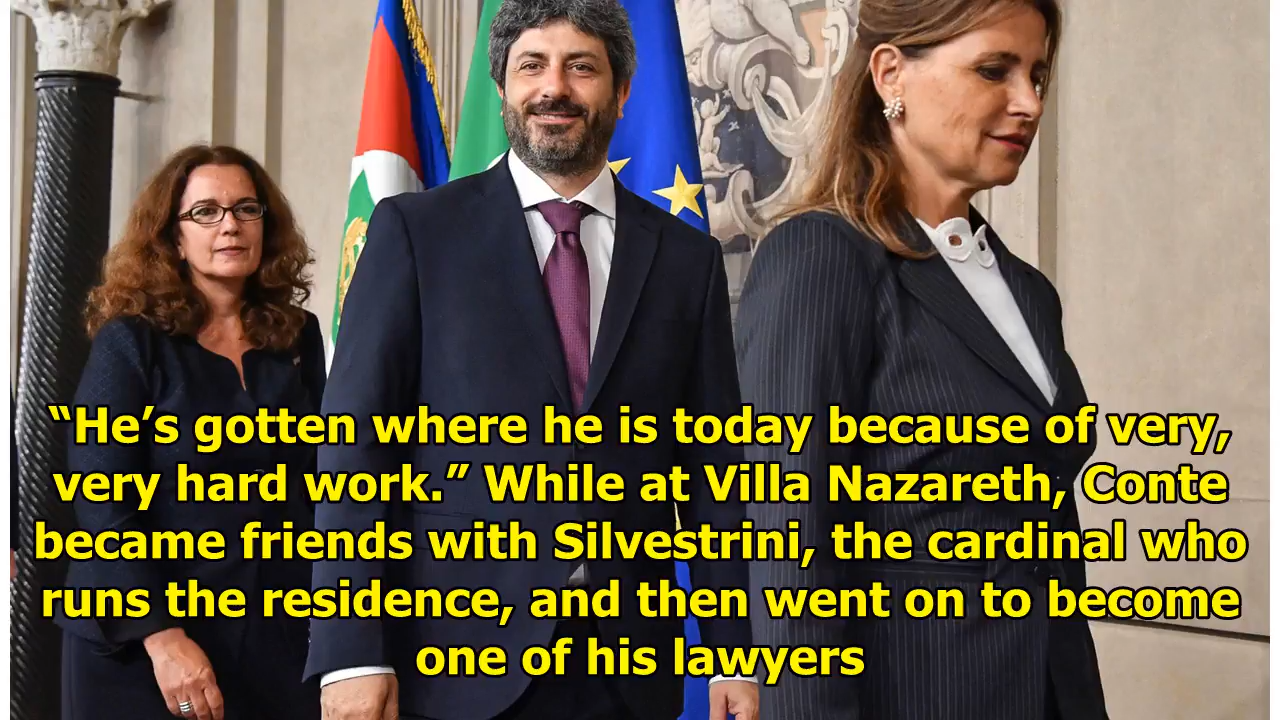 “He’s gotten where he is today because of very,
very hard work.” While at Villa Nazareth, Conte
became friends with Silvestrini, the cardinal who
runs the residence, and then went on to become
one of his lawyers